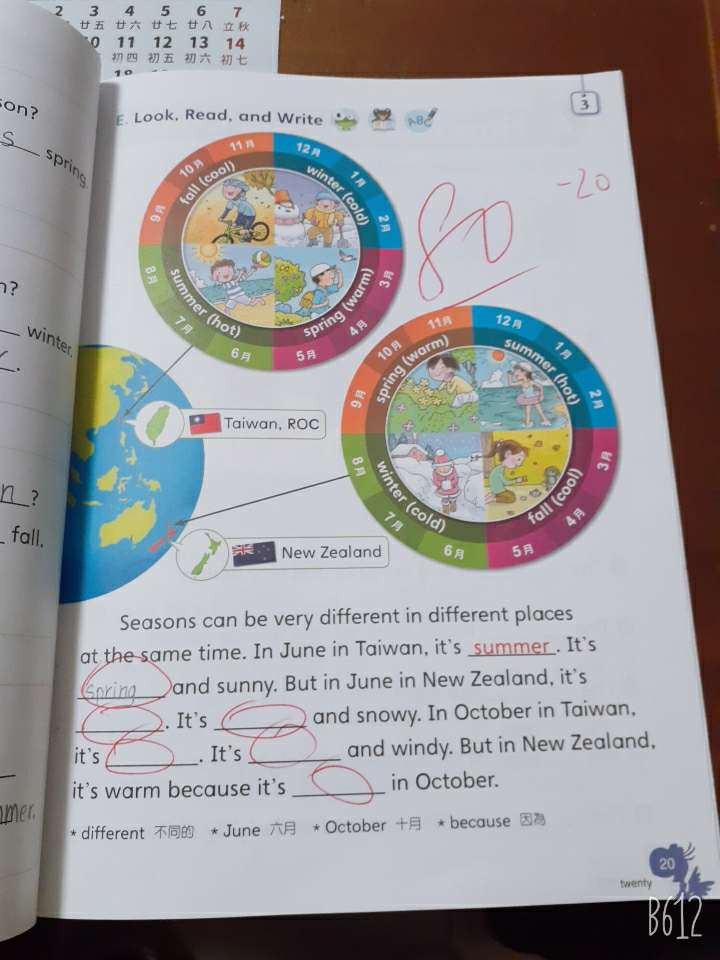 2 3 4 5 6 7
廿五 廿六 廿七 廿八 立秋
10 11 12 13 14
初四 初五 初六 初七
son?
s spring.
n?
winter.
n ?
fall.
mmer.
3
E. Look, Read, and Write
ABC
80
-20
11月 12月 1月 2月 3月 4月 5月 6月 7月 8月 9月 10月
fall (cool)
winter (cold)
summer (hot)
spring (warm)
11月 12月 1月 2月 3月 4月 5月 6月 7月 8月 9月 10月
spring (warm)
summer (hot)
winter (cold)
fall (cool)
Taiwan, ROC
New Zealand
Seasons can be very different in different places
at the same time. In June in Taiwan, it's summer. It's
spring and sunny. But in June in New Zealand, it's
. It's and snowy. In October in Taiwan,
it's . It's and windy. But in New Zealand,
it's warm because it's in October.
* different 不同的 * June 六月 * October 十月 * because 因為
20
twenty
B612